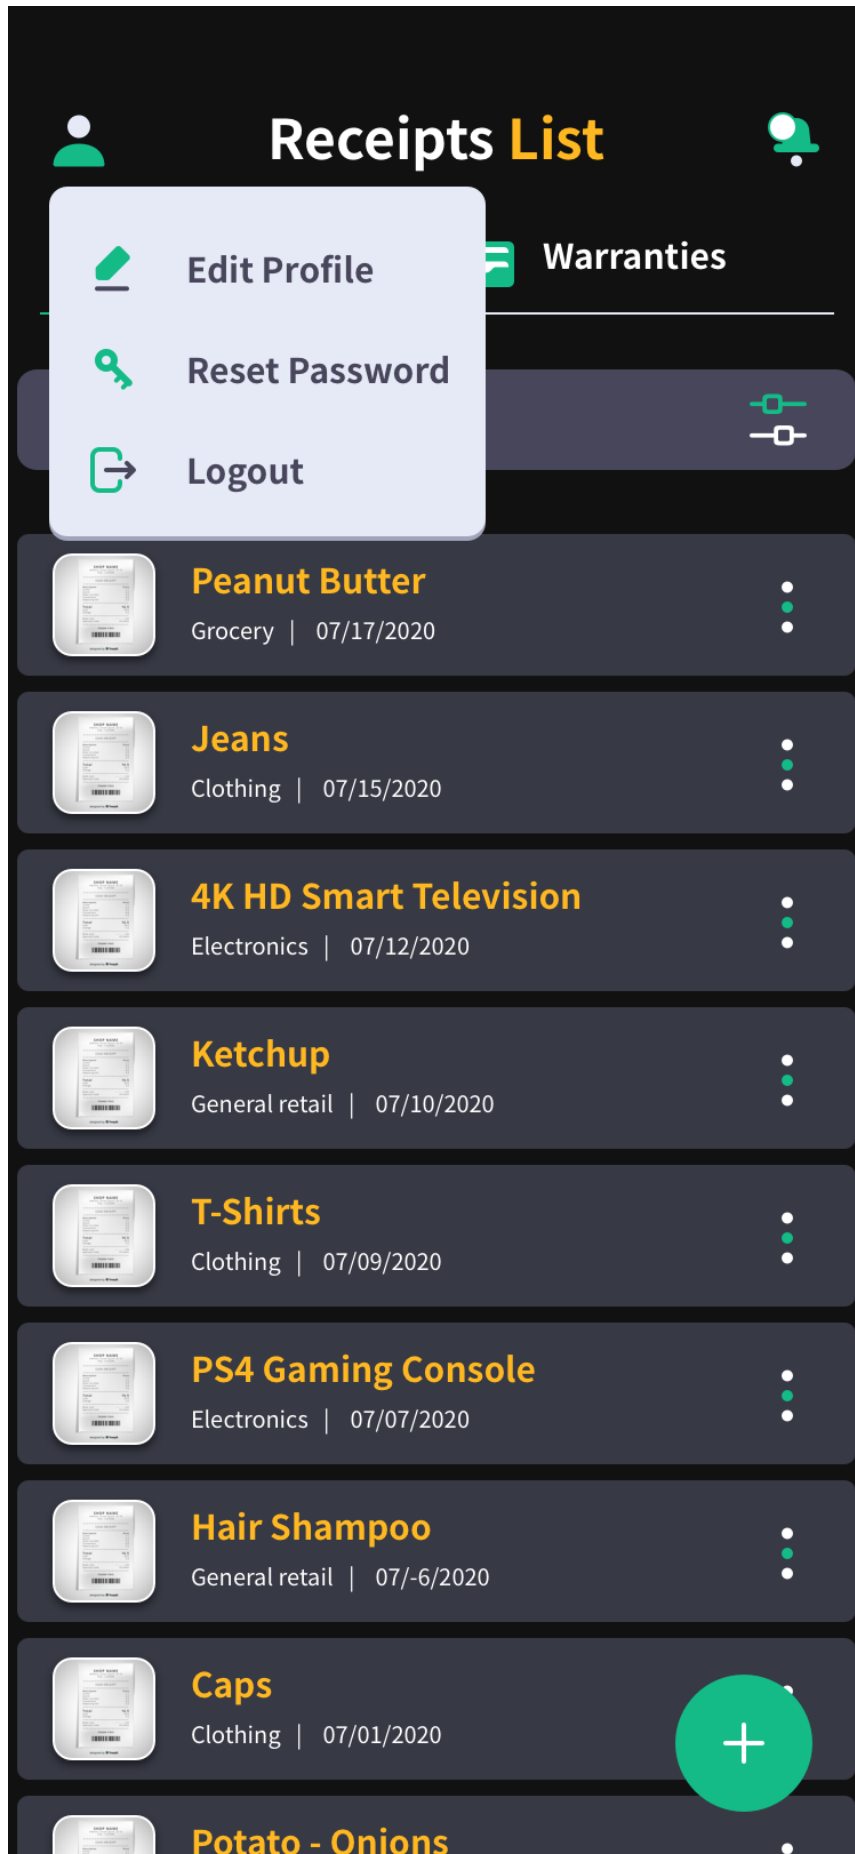 Receipts List
Edit Profile
Warranties
Reset Password
Logout
Peanut Butter
Grocery | 07/17/2020
Jeans
Clothing | 07/15/2020
4K HD Smart Television
Electronics | 07/12/2020
Ketchup
General retail | 07/10/2020
T-Shirts
Clothing | 07/09/2020
PS4 Gaming Console
Electronics | 07/07/2020
Hair Shampoo
General retail | 07/-6/2020
Caps
Clothing | 07/01/2020
Potato - Onions